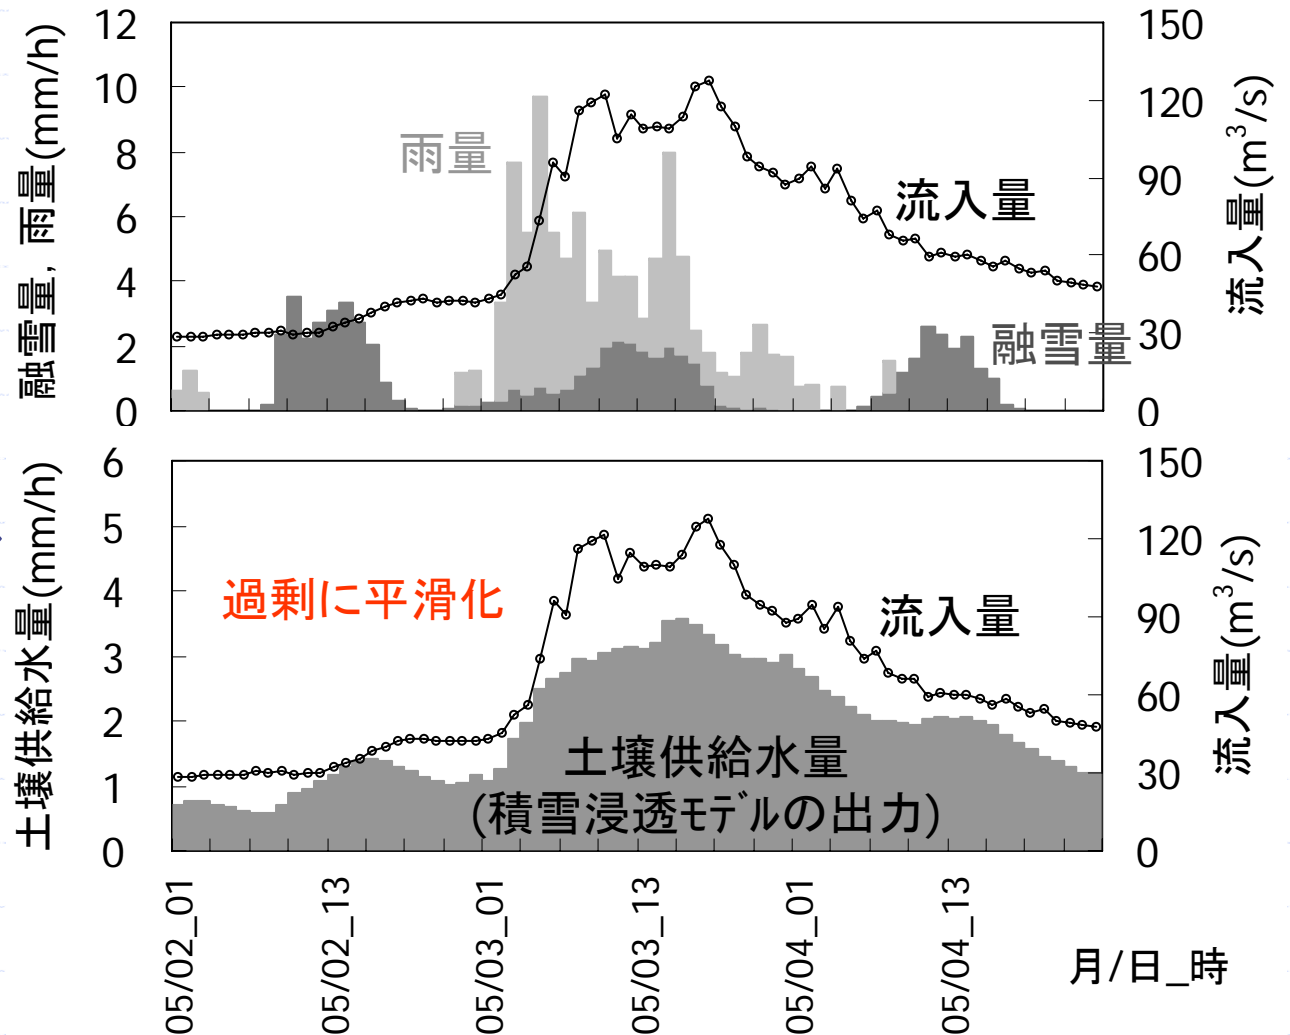 融雪量, 雨量(mm/h)
12
10
8
6
4
2
0
雨量
流入量
融雪量
150
120
90
60
30
0
流入量(m³/s)
土壌供給水量(mm/h)
6
5
4
3
2
1
0
過剰に平滑化
流入量
土壌供給水量
(積雪浸透モデルの出力)
150
120
90
60
30
0
流入量(m³/s)
05/02_01
05/02_13
05/03_01
05/03_13
05/04_01
05/04_13
月/日_時